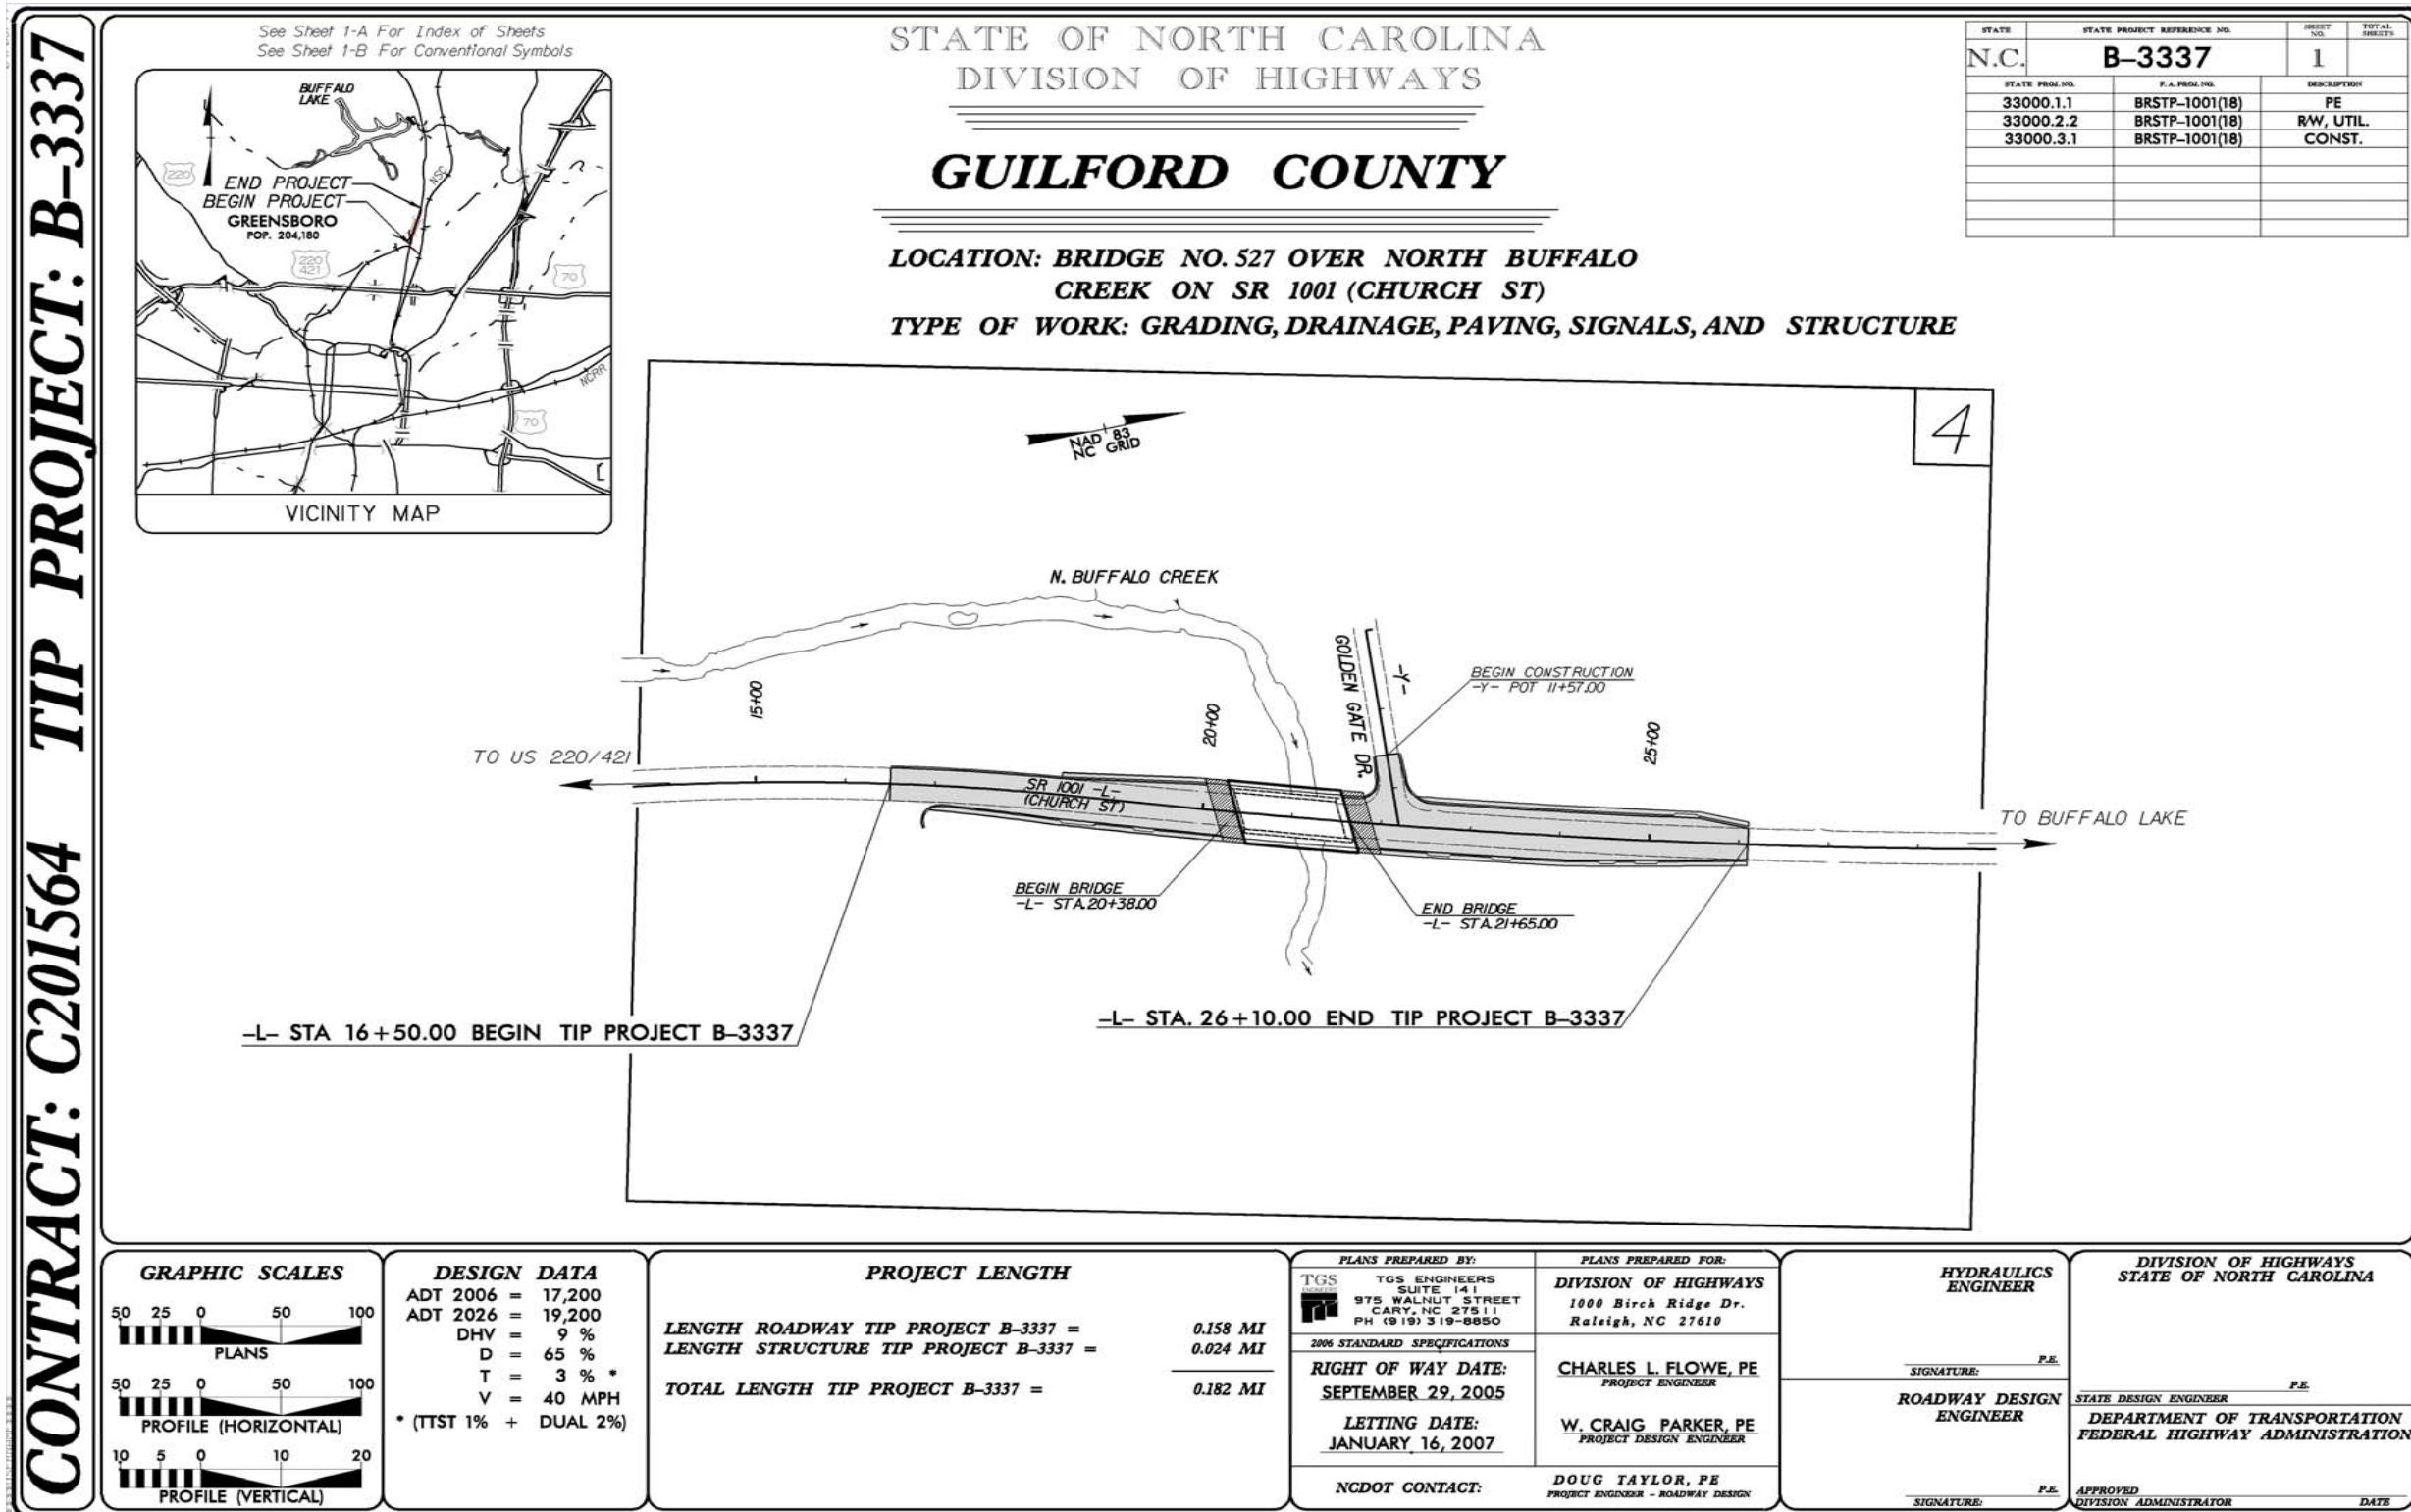 CONTRACT: C201564 TIP PROJECT: B-3337
See Sheet 1-A For Index of Sheets
See Sheet 1-B For Conventional Symbols
BUFFALO
LAKE
NSC
220
END PROJECT
BEGIN PROJECT
GREENSBORO
POP. 204,180
220
421
70
NCRR
70
VICINITY MAP
STATE OF NORTH CAROLINA
DIVISION OF HIGHWAYS
GUILFORD COUNTY
LOCATION: BRIDGE NO. 527 OVER NORTH BUFFALO
CREEK ON SR 1001 (CHURCH ST)
TYPE OF WORK: GRADING, DRAINAGE, PAVING, SIGNALS, AND STRUCTURE
STATE STATE PROJECT REFERENCE NO. SHEET NO. TOTAL SHEETS
N.C. B-3337 1
STATE PROJ. NO. F. A. PROJ. NO. DESCRIPTION
33000.1.1 BRSTP-1001(18) PE
33000.2.2 BRSTP-1001(18) R/W, UTIL.
33000.3.1 BRSTP-1001(18) CONST.
4
NAD 83
NC GRID
N. BUFFALO CREEK
GOLDEN GATE DR.
-Y-
BEGIN CONSTRUCTION
-Y- POT 11+57.00
15+00
20+00
25+00
TO US 220/421
SR 1001 -L-
(CHURCH ST)
TO BUFFALO LAKE
BEGIN BRIDGE
-L- STA.20+38.00
END BRIDGE
-L- STA.21+65.00
-L- STA 16+50.00 BEGIN TIP PROJECT B-3337
-L- STA. 26+10.00 END TIP PROJECT B-3337
GRAPHIC SCALES
50 25 0 50 100
PLANS
50 25 0 50 100
PROFILE (HORIZONTAL)
10 5 0 10 20
PROFILE (VERTICAL)
DESIGN DATA
ADT 2006 = 17,200
ADT 2026 = 19,200
DHV = 9 %
D = 65 %
T = 3 % *
V = 40 MPH
* (TTST 1% + DUAL 2%)
PROJECT LENGTH
LENGTH ROADWAY TIP PROJECT B-3337 = 0.158 MI
LENGTH STRUCTURE TIP PROJECT B-3337 = 0.024 MI
TOTAL LENGTH TIP PROJECT B-3337 = 0.182 MI
PLANS PREPARED BY:
TGS
ENGINEERS
TGS ENGINEERS
SUITE 141
975 WALNUT STREET
CARY, NC 27511
PH (919) 319-8850
PLANS PREPARED FOR:
DIVISION OF HIGHWAYS
1000 Birch Ridge Dr.
Raleigh, NC 27610
2006 STANDARD SPECIFICATIONS
RIGHT OF WAY DATE:
SEPTEMBER 29, 2005
LETTING DATE:
JANUARY 16, 2007
CHARLES L. FLOWE, PE
PROJECT ENGINEER
W. CRAIG PARKER, PE
PROJECT DESIGN ENGINEER
NCDOT CONTACT:
DOUG TAYLOR, PE
PROJECT ENGINEER - ROADWAY DESIGN
HYDRAULICS
ENGINEER
P.E.
SIGNATURE:
ROADWAY DESIGN
ENGINEER
P.E.
SIGNATURE:
DIVISION OF HIGHWAYS
STATE OF NORTH CAROLINA
P.E.
STATE DESIGN ENGINEER
DEPARTMENT OF TRANSPORTATION
FEDERAL HIGHWAY ADMINISTRATION
APPROVED
DIVISION ADMINISTRATOR DATE